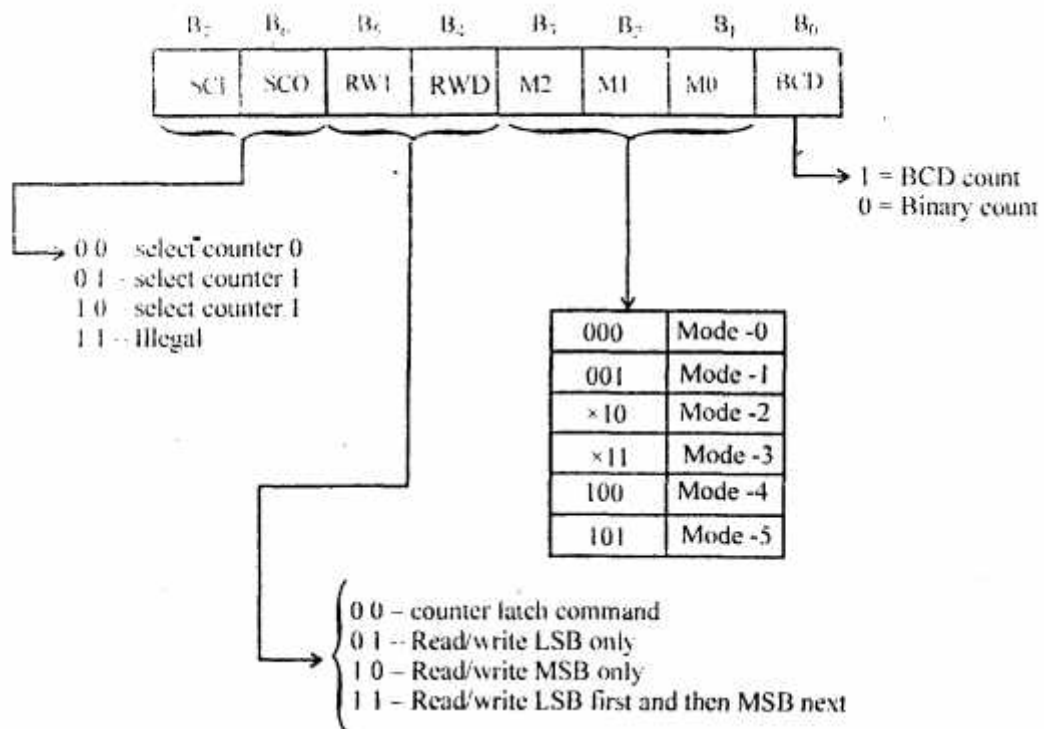 B₇ B₆ B₅ B₄ B₃ B₂ B₁ B₀
SC1 SCO RW1 RWD M2 M1 M0 BCD
1 = BCD count
0 = Binary count
0 0 – select counter 0
0 1 - select counter 1
1 0 – select counter 1
1 1 – Illegal
000 Mode -0
001 Mode -1
×10 Mode -2
×11 Mode -3
100 Mode -4
101 Mode -5
0 0 – counter latch command
0 1 – Read/write LSB only
1 0 – Read/write MSB only
1 1 – Read/write LSB first and then MSB next